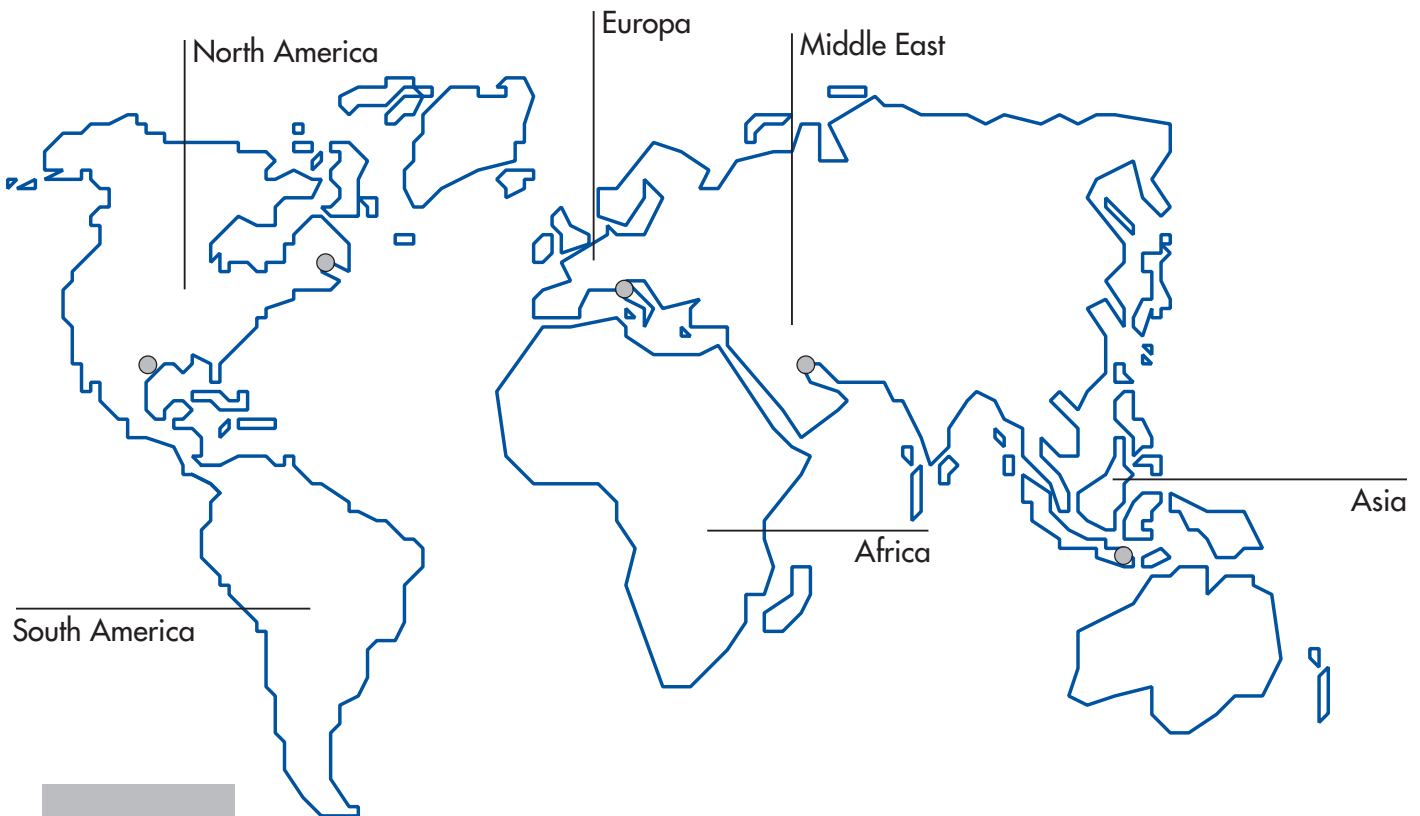 Europa
North America
Middle East
Asia
Africa
South America